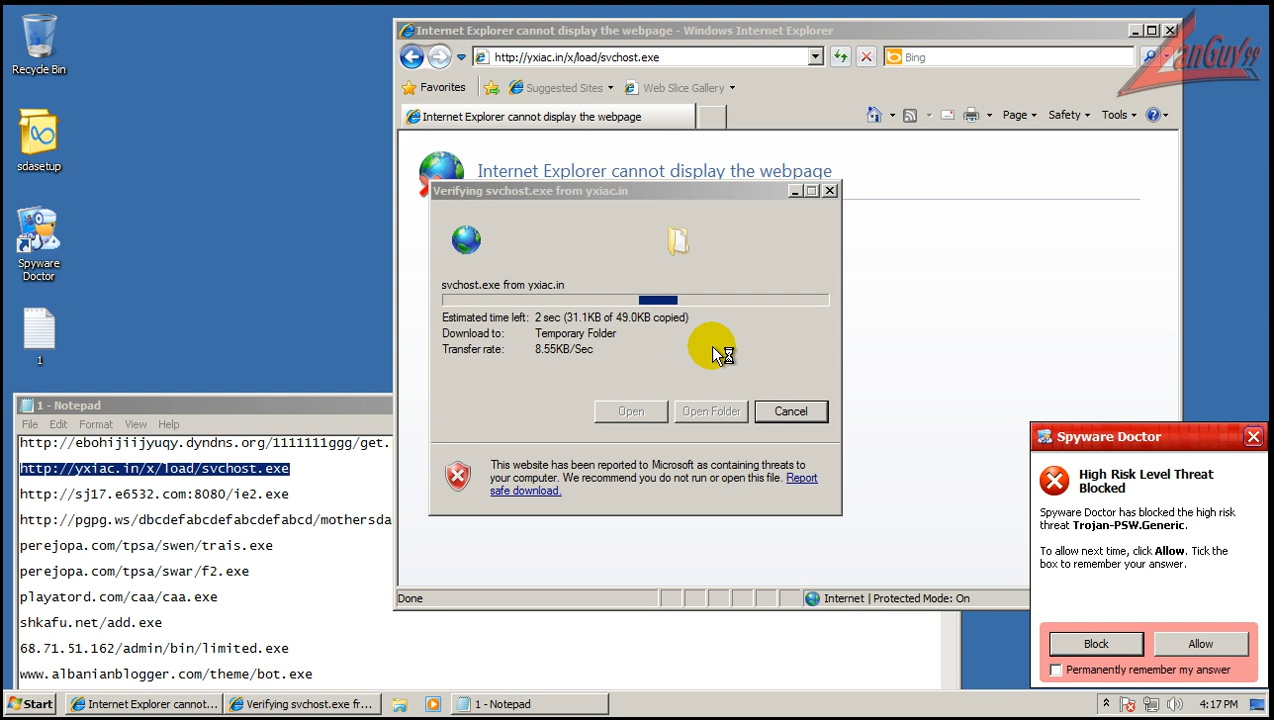 Recycle Bin
sdasetup
Spyware
Doctor
1
Internet Explorer cannot display the webpage - Windows Internet Explorer
http://yxiac.in/x/load/svchost.exe
Bing
Favorites
Suggested Sites
Web Slice Gallery
Internet Explorer cannot display the webpage
Page
Safety
Tools
Internet Explorer cannot display the webpage
Verifying svchost.exe from yxiac.in
svchost.exe from yxiac.in
Estimated time left: 2 sec (31.1KB of 49.0KB copied)
Download to: Temporary Folder
Transfer rate: 8.55KB/Sec
Open
Open Folder
Cancel
This website has been reported to Microsoft as containing threats to
your computer. We recommend you do not run or open this file. Report
safe download.
Done
Internet | Protected Mode: On
1 - Notepad
File Edit Format View Help
http://ebohijijyuqy.dyndns.org/1111111ggg/get.
http://yxiac.in/x/load/svchost.exe
http://sj17.e6532.com:8080/ie2.exe
http://pgpg.ws/dbcdefabcdefabcdefabcd/mothersda
perejopa.com/tpsa/swen/trais.exe
perejopa.com/tpsa/swar/f2.exe
playatord.com/caa/caa.exe
shkafu.net/add.exe
68.71.51.162/admin/bin/limited.exe
www.albanianblogger.com/theme/bot.exe
Spyware Doctor
High Risk Level Threat
Blocked
Spyware Doctor has blocked the high risk
threat Trojan-PSW.Generic.
To allow next time, click Allow. Tick the
box to remember your answer.
Block
Allow
Permanently remember my answer
Start
Internet Explorer cannot...
Verifying svchost.exe fr...
1 - Notepad
4:17 PM